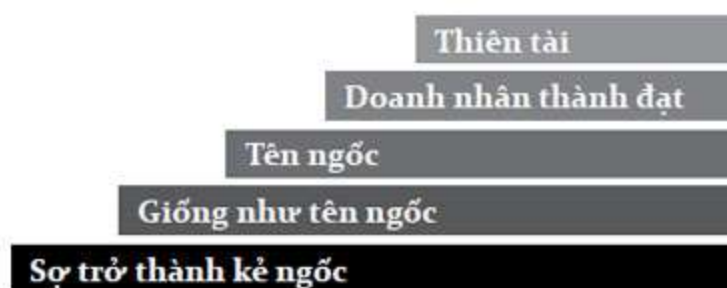 Thiên tài
Doanh nhân thành đạt
Tên ngốc
Giống như tên ngốc
Sợ trở thành kẻ ngốc